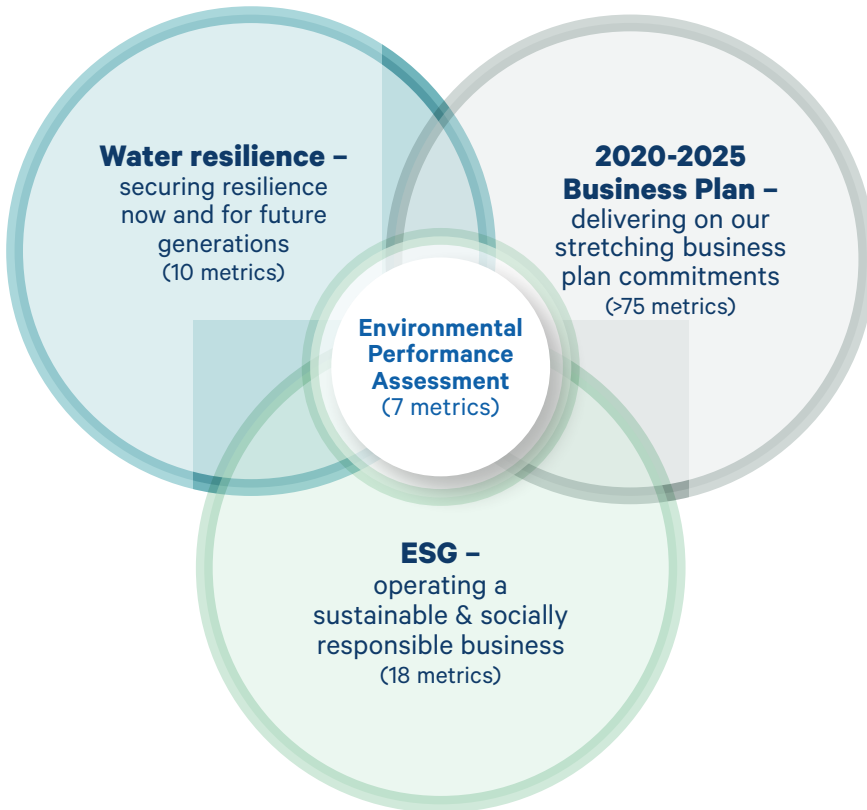 Water resilience –
securing resilience
now and for future
generations
(10 metrics)
2020-2025
Business Plan –
delivering on our
stretching business
plan commitments
(>75 metrics)
Environmental
Performance
Assessment
(7 metrics)
ESG –
operating a
sustainable & socially
responsible business
(18 metrics)